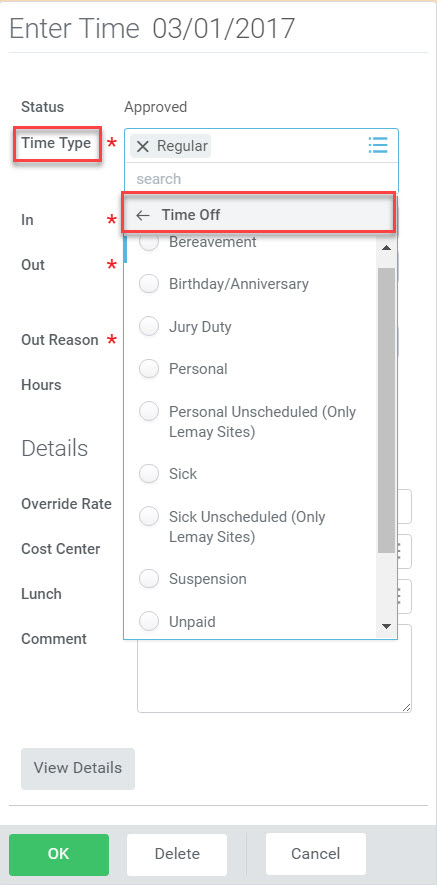 Enter Time 03/01/2017
Status Approved
Time Type * Regular
search
Time Off
In *
Out *
Out Reason *
Hours
Bereavement
Birthday/Anniversary
Jury Duty
Personal
Personal Unscheduled (Only
Lemay Sites)
Sick
Sick Unscheduled (Only
Lemay Sites)
Suspension
Unpaid
Details
Override Rate
Cost Center
Lunch
Comment
View Details
OK Delete Cancel